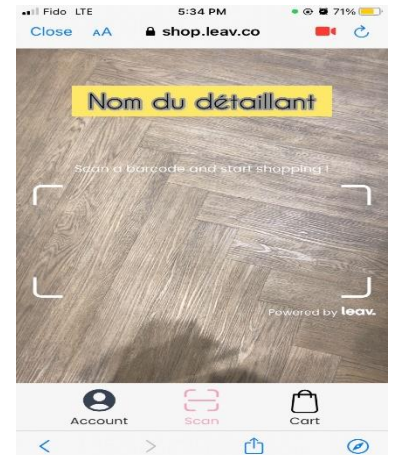 Fido LTE 5:34 PM 71%
Close AA shop.leav.co
Nom du détaillant
Scan a barcode and start shopping !
Powered by leav.
Account Scan Cart